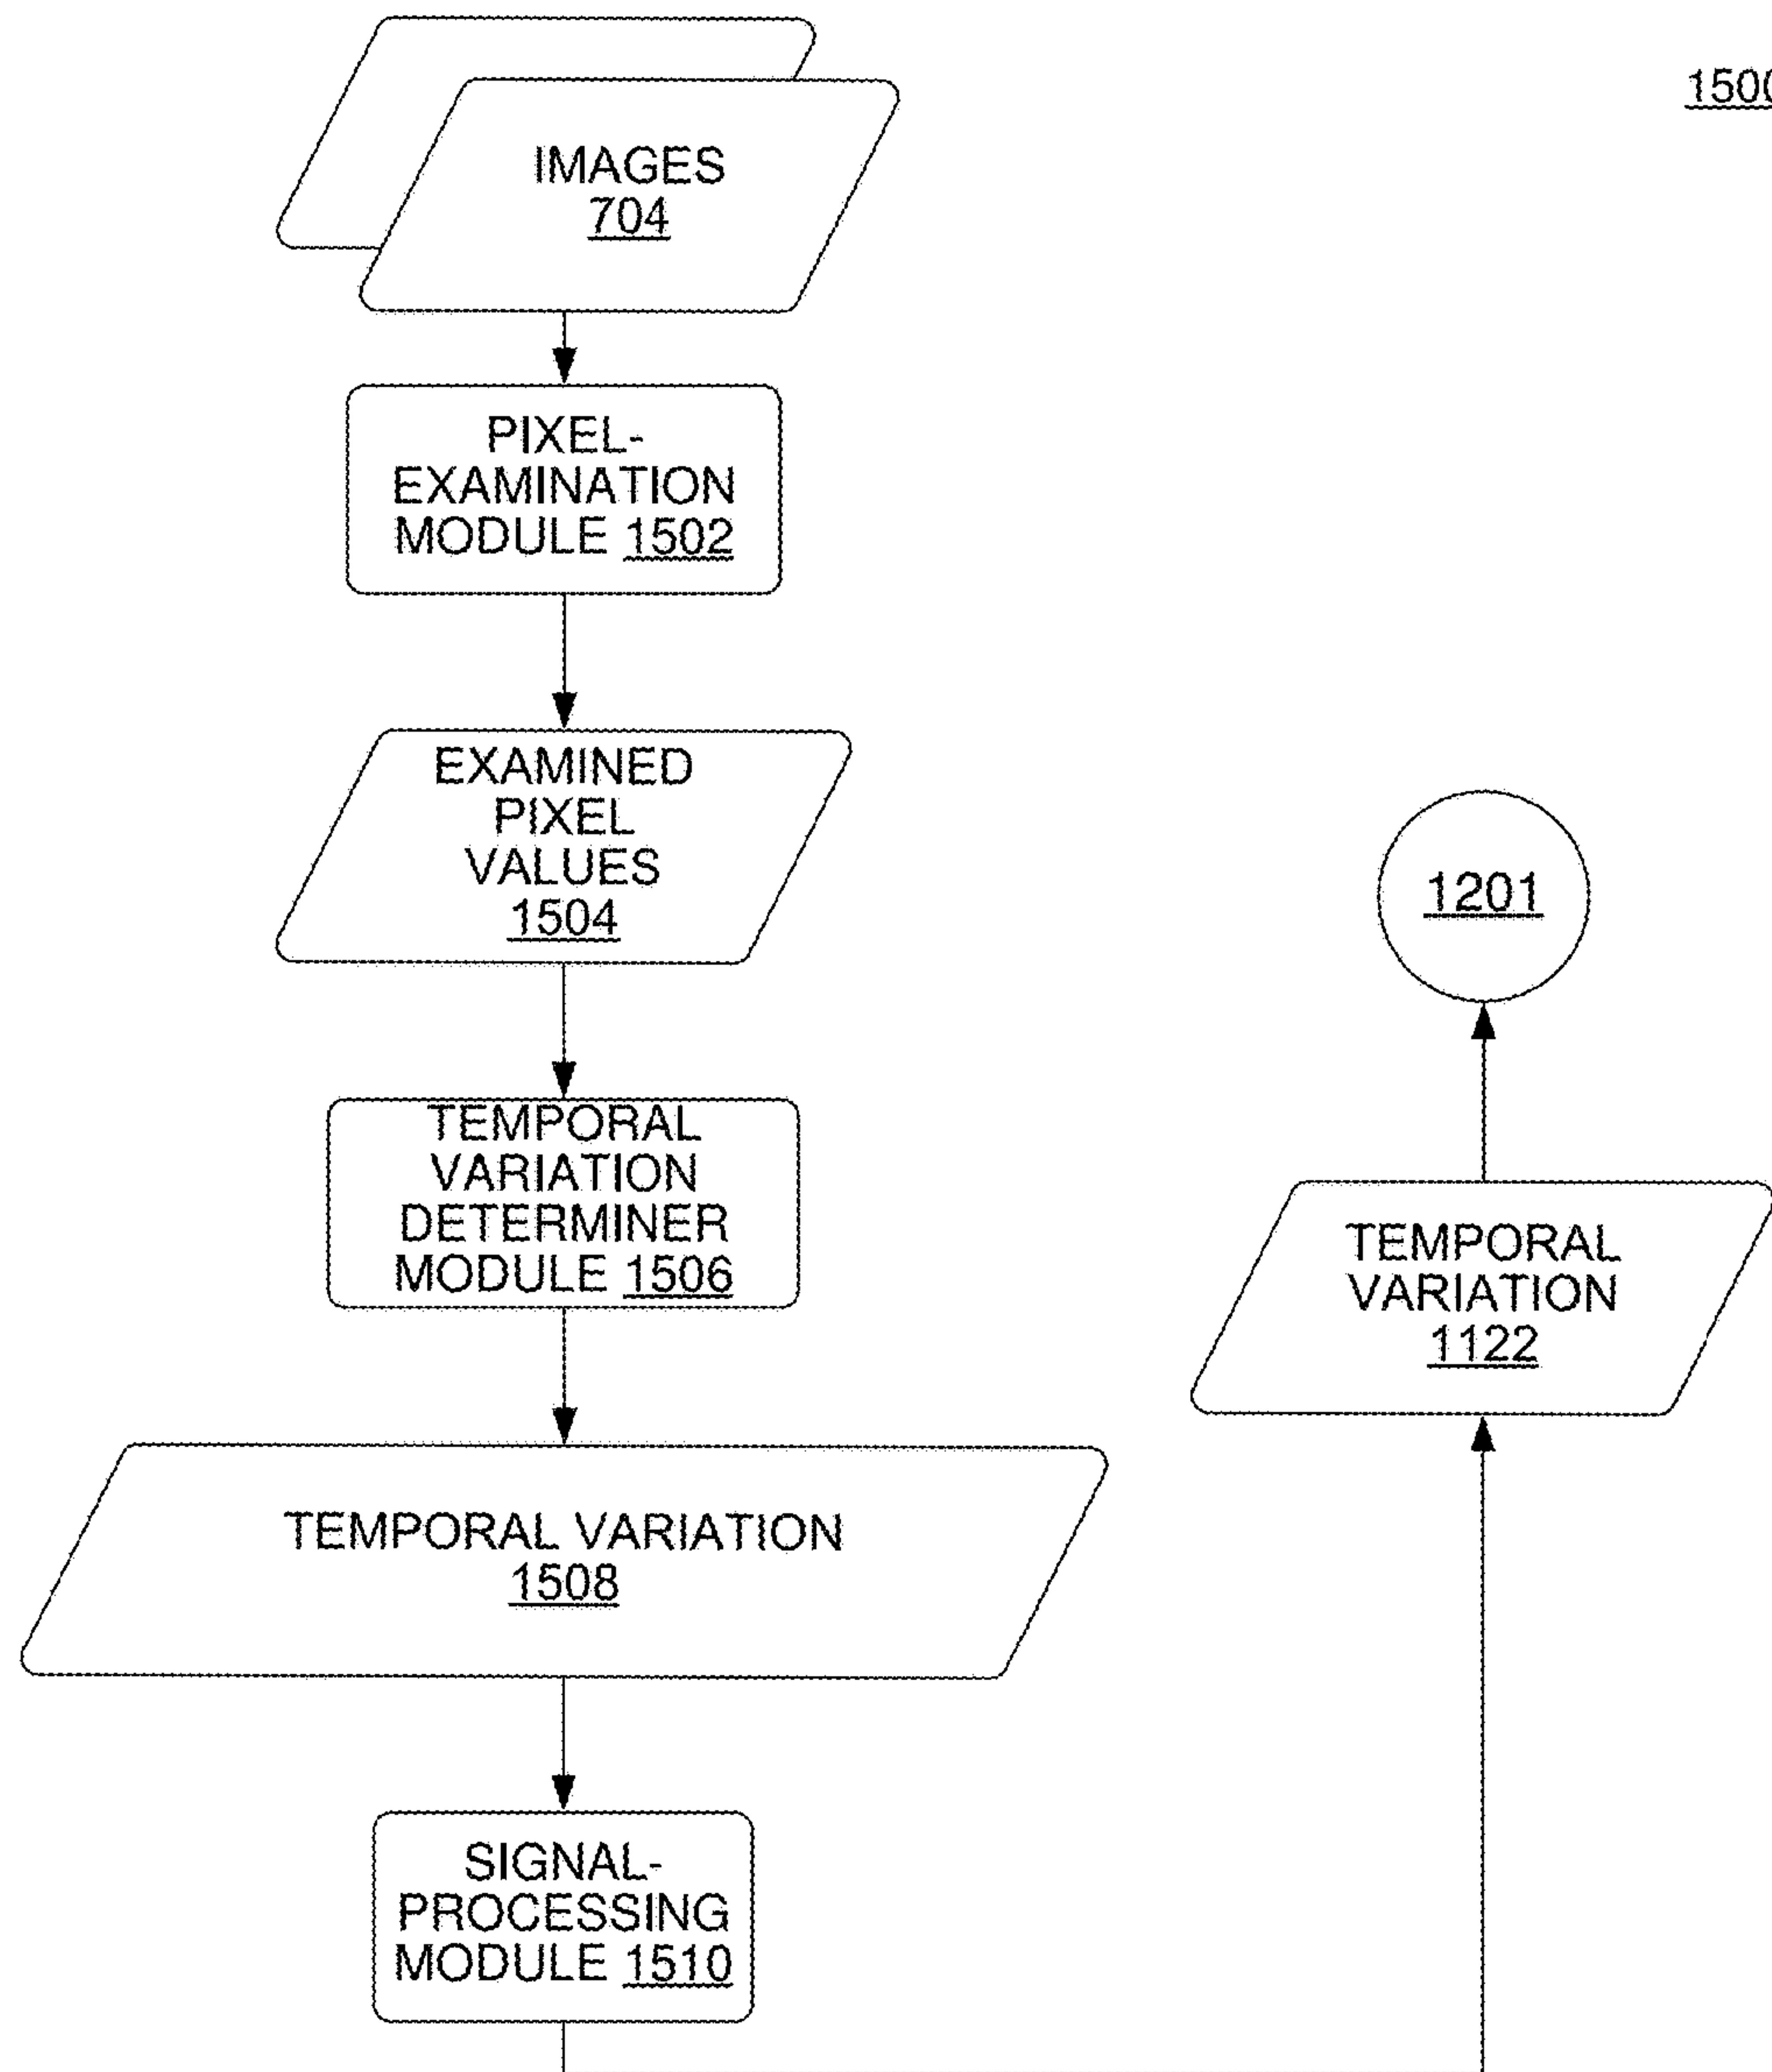 1500
IMAGES
704
PIXEL-
EXAMINATION
MODULE 1502
EXAMINED
PIXEL
VALUES
1504
TEMPORAL
VARIATION
DETERMINER
MODULE 1506
TEMPORAL VARIATION
1508
SIGNAL-
PROCESSING
MODULE 1510
1201
TEMPORAL
VARIATION
1122